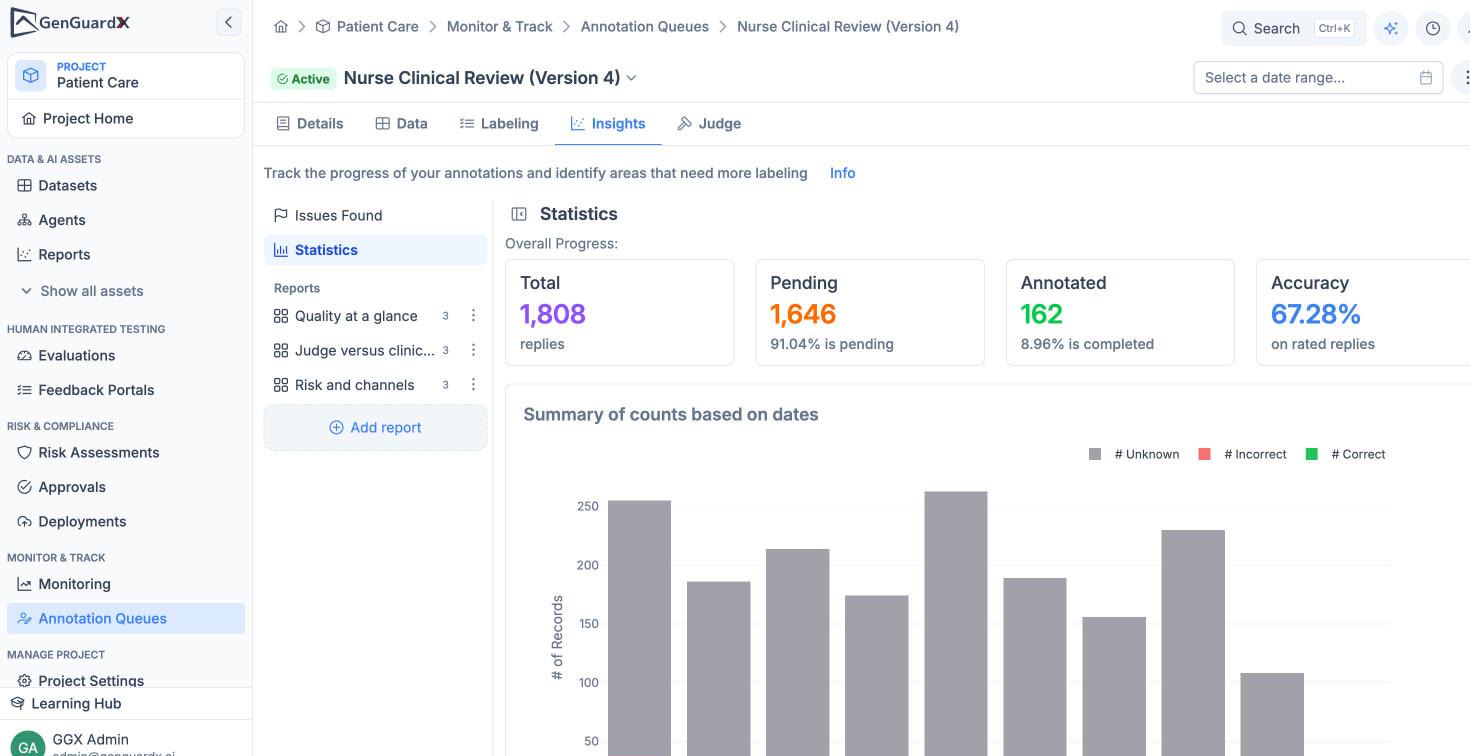 GenGuardX
PROJECT
Patient Care
Project Home
DATA & AI ASSETS
Datasets
Agents
Reports
Show all assets
HUMAN INTEGRATED TESTING
Evaluations
Feedback Portals
RISK & COMPLIANCE
Risk Assessments
Approvals
Deployments
MONITOR & TRACK
Monitoring
Annotation Queues
MANAGE PROJECT
Project Settings
Learning Hub
GA
GGX Admin
admin@genguardx.ai
Patient Care > Monitor & Track > Annotation Queues > Nurse Clinical Review (Version 4)
Search Ctrl+K
Active Nurse Clinical Review (Version 4)
Select a date range...
Details Data Labeling Insights Judge
Track the progress of your annotations and identify areas that need more labeling Info
Issues Found
Statistics
Reports
Quality at a glance 3
Judge versus clinic... 3
Risk and channels 3
Add report
Statistics
Overall Progress:
Total
1,808
replies
Pending
1,646
91.04% is pending
Annotated
162
8.96% is completed
Accuracy
67.28%
on rated replies
Summary of counts based on dates
# Unknown # Incorrect # Correct
# of Records
250
200
150
100
50